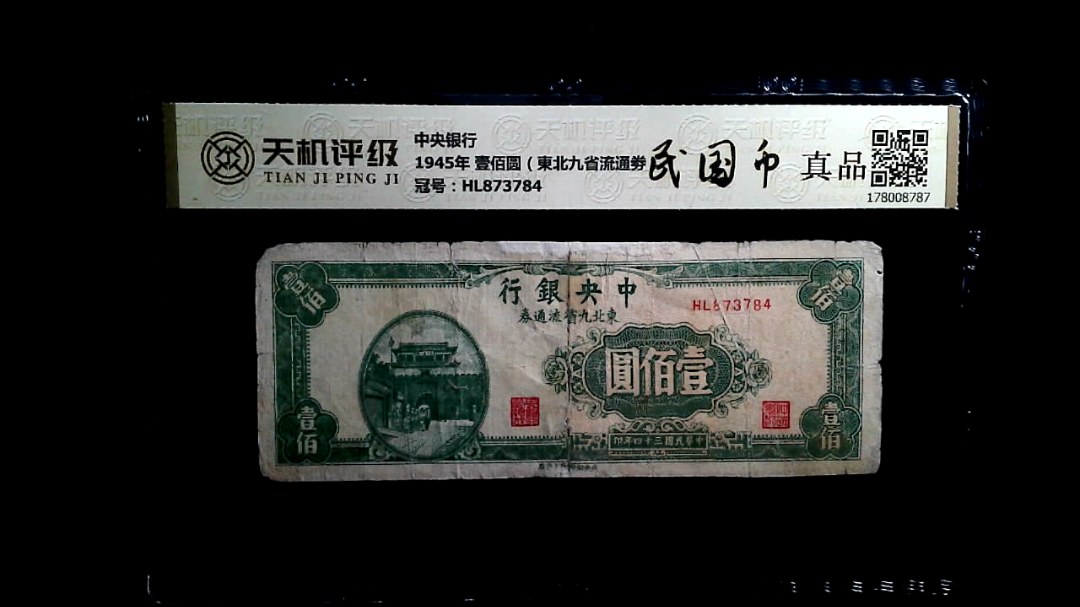 天机评级
TIAN JI PING JI
中央银行
1945年 壹佰圆（東北九省流通券
冠号：HL873784
民国币
真品
178008787
行銀央中
券通流省九北東
HL873784
圓佰壹
壹佰
壹佰
壹佰
壹佰
印年四十三國民華中